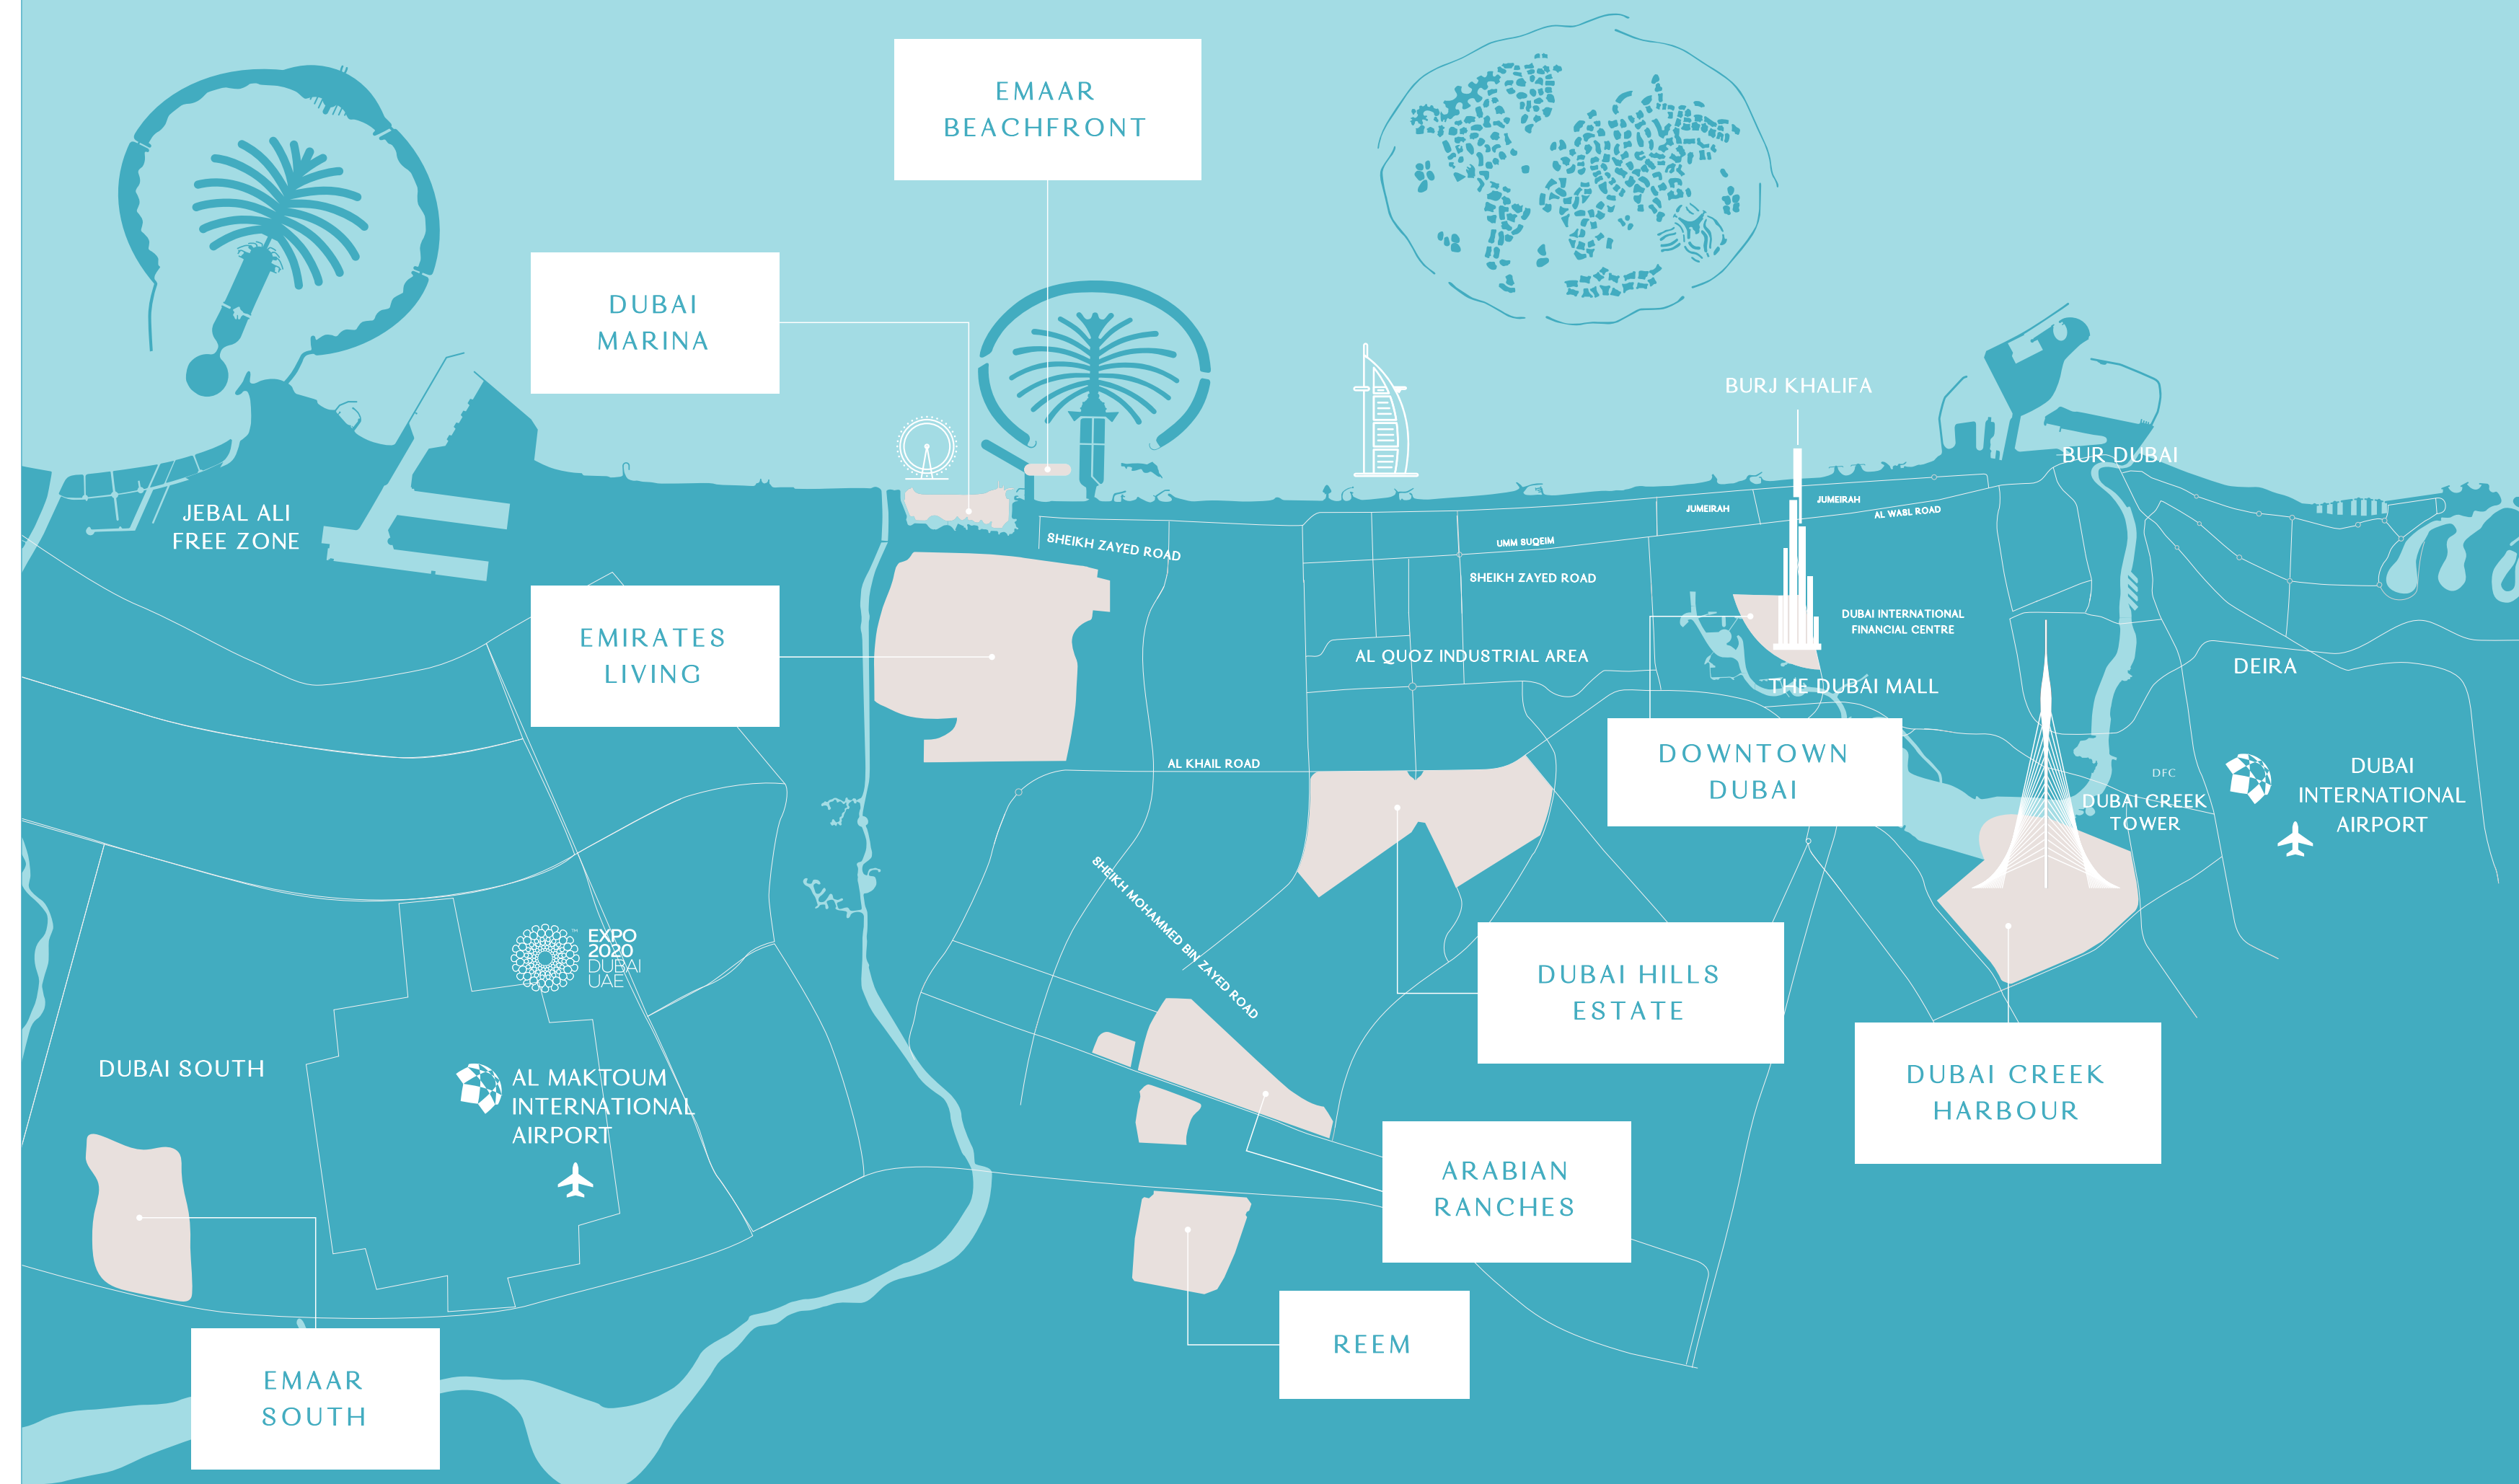 EMAAR
BEACHFRONT
DUBAI
MARINA
BURJ KHALIFA
BUR DUBAI
JEBAL ALI
FREE ZONE
SHEIKH ZAYED ROAD
JUMEIRAH
JUMEIRAH
AL WABL ROAD
UMM SUQEIM
SHEIKH ZAYED ROAD
DUBAI INTERNATIONAL
FINANCIAL CENTRE
EMIRATES
LIVING
AL QUOZ INDUSTRIAL AREA
THE DUBAI MALL
DEIRA
DOWNTOWN
DUBAI
AL KHAIL ROAD
DFC
DUBAI CREEK
TOWER
DUBAI
INTERNATIONAL
AIRPORT
SHEIKH MOHAMMED BIN ZAYED ROAD
EXPO
2020
DUBAI
UAE
TM
DUBAI HILLS
ESTATE
DUBAI SOUTH
AL MAKTOUM
INTERNATIONAL
AIRPORT
DUBAI CREEK
HARBOUR
ARABIAN
RANCHES
REEM
EMAAR
SOUTH